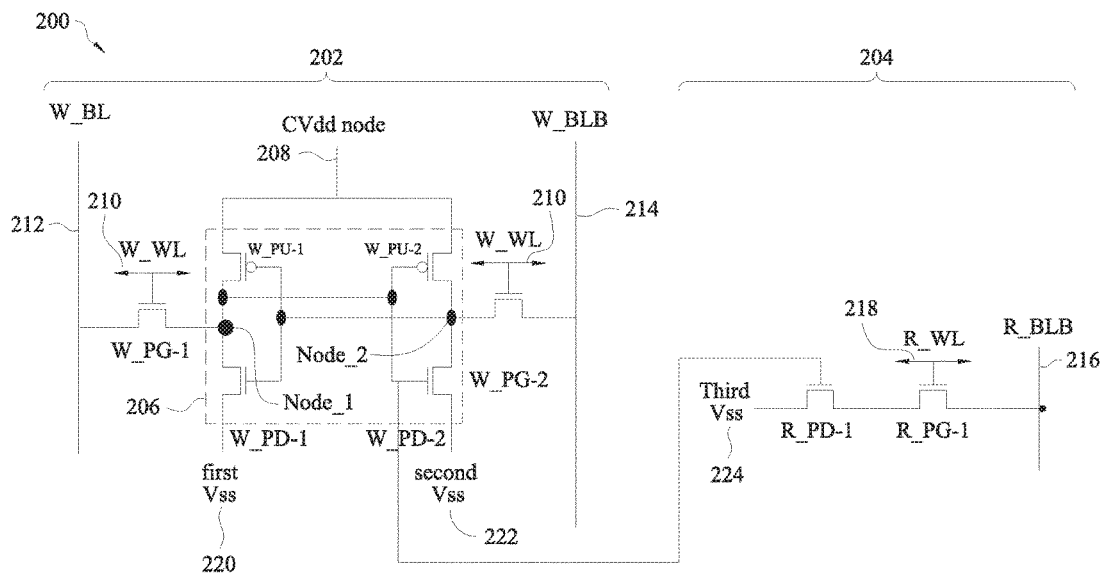 200
202
204
W_BL
CVdd node
W_BLB
208
210
210
212
214
W_WL
W_PU-1
W_PU-2
W_WL
218
R_WL
R_BLB
216
W_PG-1
Node_2
W_PG-2
Third
Vss
206
Node_1
R_PD-1
R_PG-1
W_PD-1
W_PD-2
224
first
Vss
second
Vss
220
222